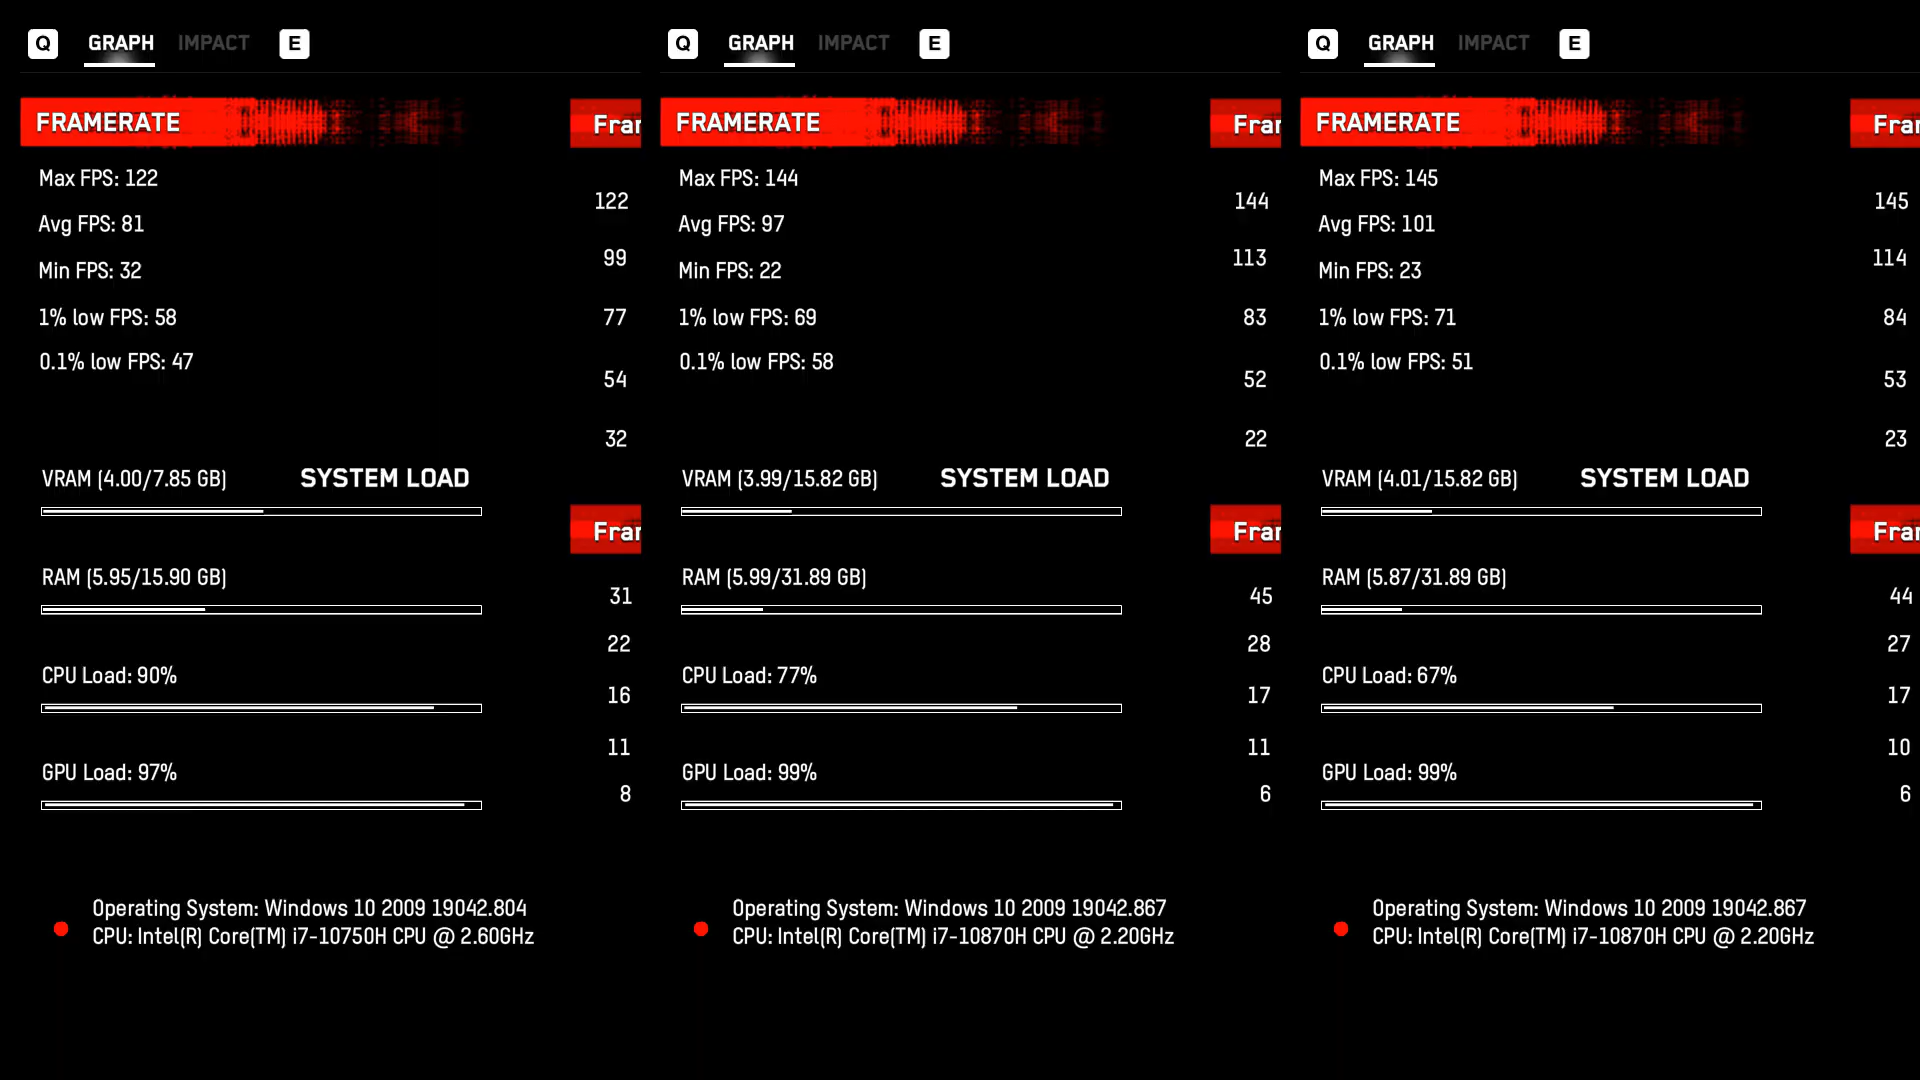 Q GRAPH IMPACT E
FRAMERATE
Fra
Max FPS: 122
122
Avg FPS: 81
99
Min FPS: 32
1% low FPS: 58
77
0.1% low FPS: 47
54
32
VRAM (4.00/7.85 GB) SYSTEM LOAD
Fra
RAM (5.95/15.90 GB)
31
22
CPU Load: 90%
16
11
GPU Load: 97%
8
Operating System: Windows 10 2009 19042.804
CPU: Intel(R) Core(TM) i7-10750H CPU @ 2.60GHz
Q GRAPH IMPACT E
FRAMERATE
Fra
Max FPS: 144
144
Avg FPS: 97
113
Min FPS: 22
1% low FPS: 69
83
0.1% low FPS: 58
52
22
VRAM (3.99/15.82 GB) SYSTEM LOAD
Fra
RAM (5.99/31.89 GB)
45
28
CPU Load: 77%
17
11
GPU Load: 99%
6
Operating System: Windows 10 2009 19042.867
CPU: Intel(R) Core(TM) i7-10870H CPU @ 2.20GHz
Q GRAPH IMPACT E
FRAMERATE
Fra
Max FPS: 145
145
Avg FPS: 101
114
Min FPS: 23
1% low FPS: 71
84
0.1% low FPS: 51
53
23
VRAM (4.01/15.82 GB) SYSTEM LOAD
Fra
RAM (5.87/31.89 GB)
44
27
CPU Load: 67%
17
10
GPU Load: 99%
6
Operating System: Windows 10 2009 19042.867
CPU: Intel(R) Core(TM) i7-10870H CPU @ 2.20GHz